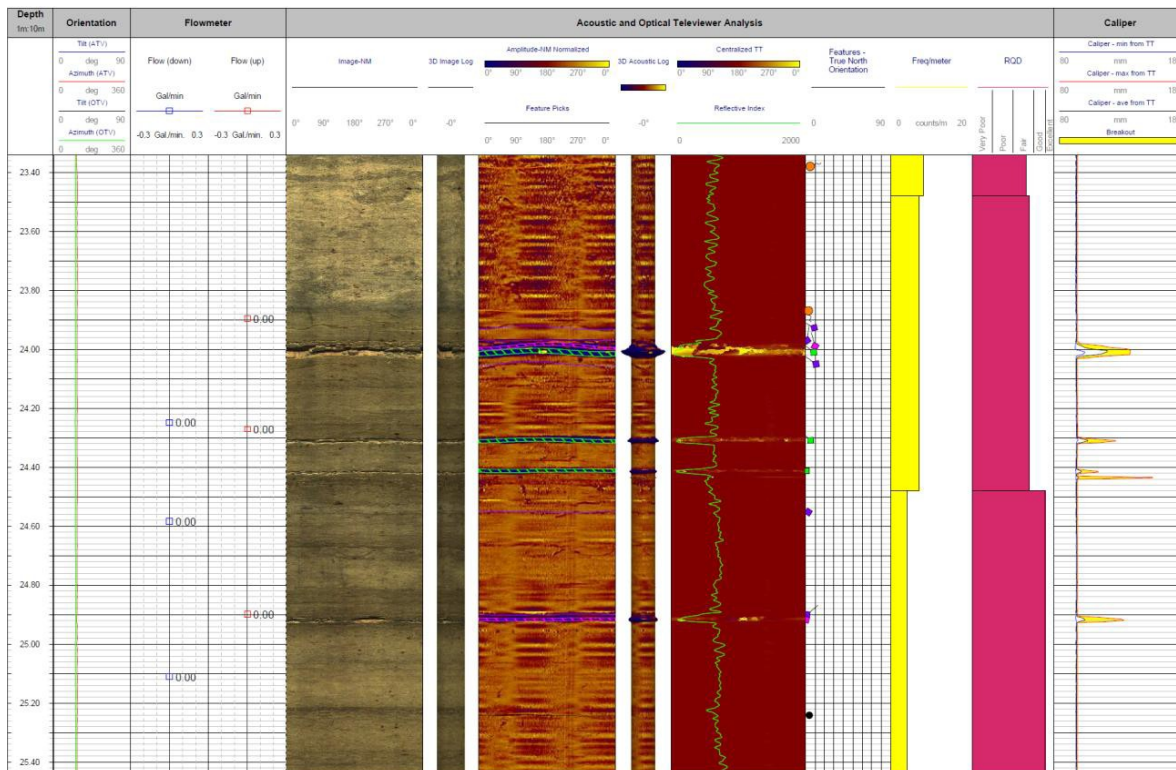 Depth
1m:10m
Orientation
Flowmeter
Acoustic and Optical Televiewer Analysis
Caliper
Tilt (ATV)
0 deg 90
Azimuth (ATV)
0 deg 360
Tilt (OTV)
0 deg 90
Azimuth (OTV)
0 deg 360
Flow (down)
Gal/min
-0.3 Gal./min. 0.3
Flow (up)
Gal/min
-0.3 Gal./min. 0.3
Image-NM
0° 90° 180° 270° 0°
3D Image Log
-0°
Amplitude-NM Normalized
0° 90° 180° 270° 0°
Feature Picks
0° 90° 180° 270° 0°
3D Acoustic Log
-0°
Centralized TT
0° 90° 180° 270° 0°
Reflective Index
0 2000
Features -
True North
Orientation
0 90
Freq/meter
0 counts/m 20
RQD
Very Poor
Poor
Fair
Good
Excellent
Caliper - min from TT
80 mm 18
Caliper - max from TT
80 mm 18
Caliper - ave from TT
80 mm 18
Breakout
23.40
23.60
23.80
0.00
24.00
24.20
0.00
0.00
24.40
0.00
24.60
24.80
0.00
25.00
0.00
25.20
25.40